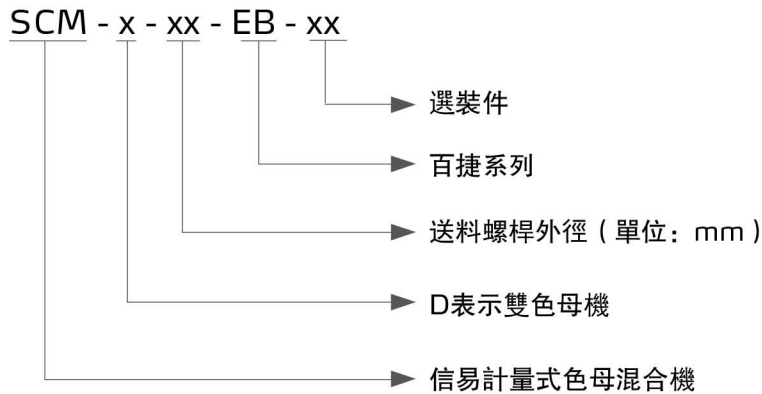 SCM - x - xx - EB - xx
選裝件
百捷系列
送料螺桿外徑（單位：mm）
D表示雙色母機
信易計量式色母混合機